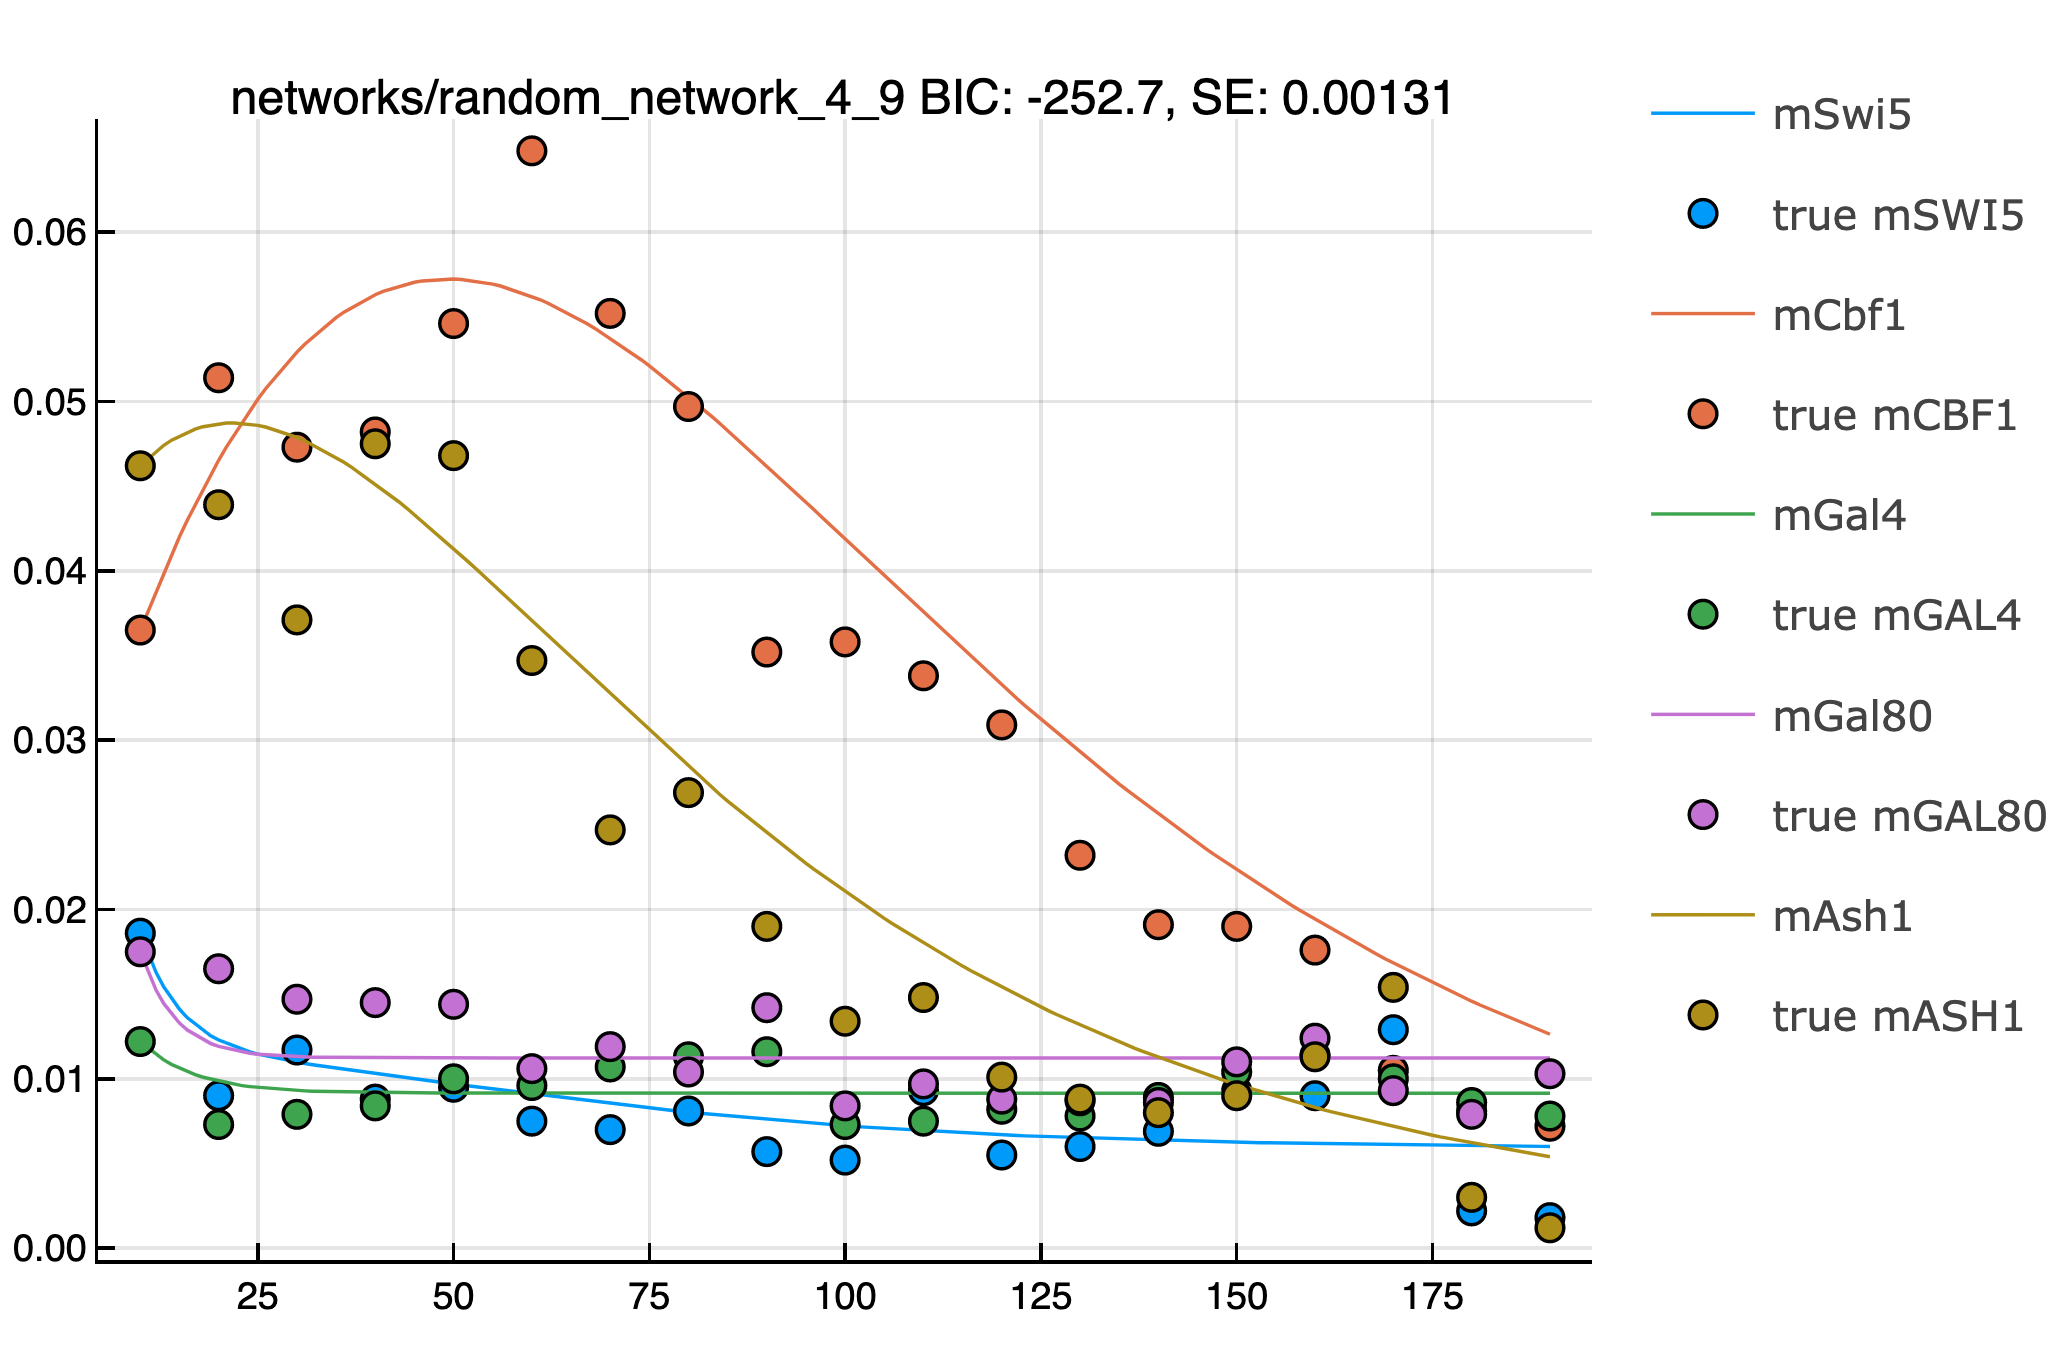 networks/random_network_4_9 BIC: -252.7, SE: 0.00131
0.06
0.05
0.04
0.03
0.02
0.01
0.00
25 50 75 100 125 150 175
mSwi5
true mSWI5
mCbf1
true mCBF1
mGal4
true mGAL4
mGal80
true mGAL80
mAsh1
true mASH1